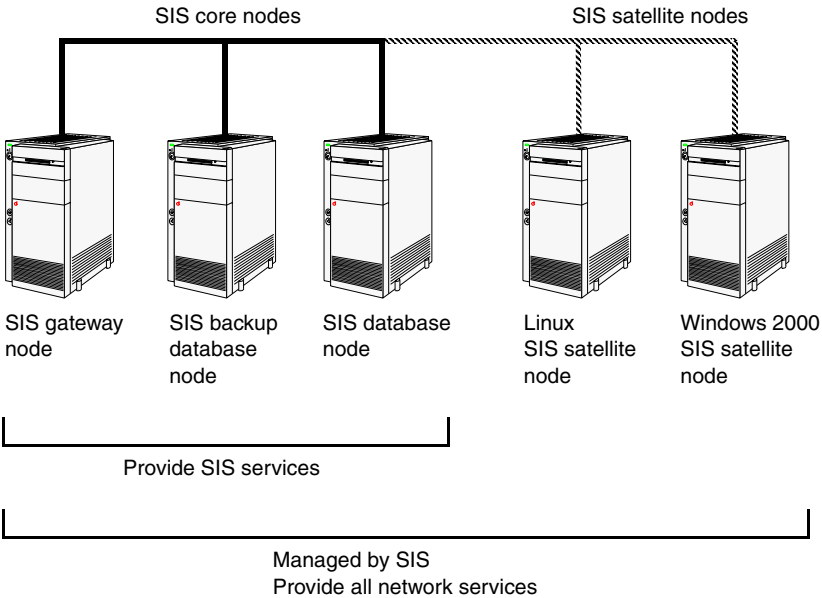 SIS core nodes
SIS satellite nodes
SIS gateway
node
SIS backup
database
node
SIS database
node
Linux
SIS satellite
node
Windows 2000
SIS satellite
node
Provide SIS services
Managed by SIS
Provide all network services